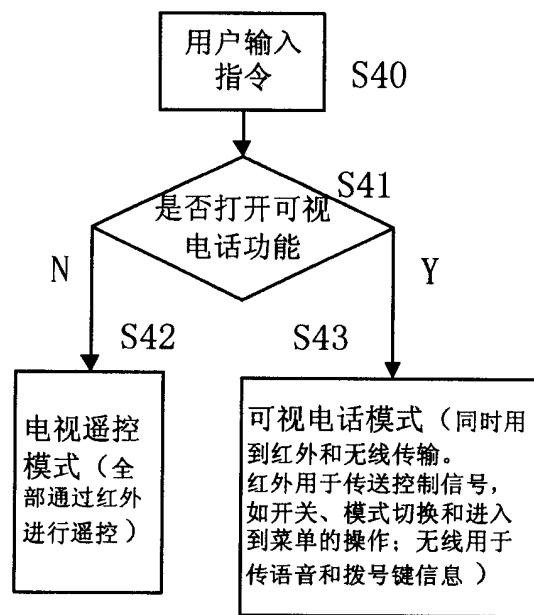 用户输入
指令
S40
S41
是否打开可视
电话功能
N
Y
S42
S43
电视遥控
模式（全
部通过红外
进行遥控）
可视电话模式（同时用
到红外和无线传输。
红外用于传送控制信号，
如开关、模式切换和进入
到菜单的操作；无线用于
传语音和拨号键信息）